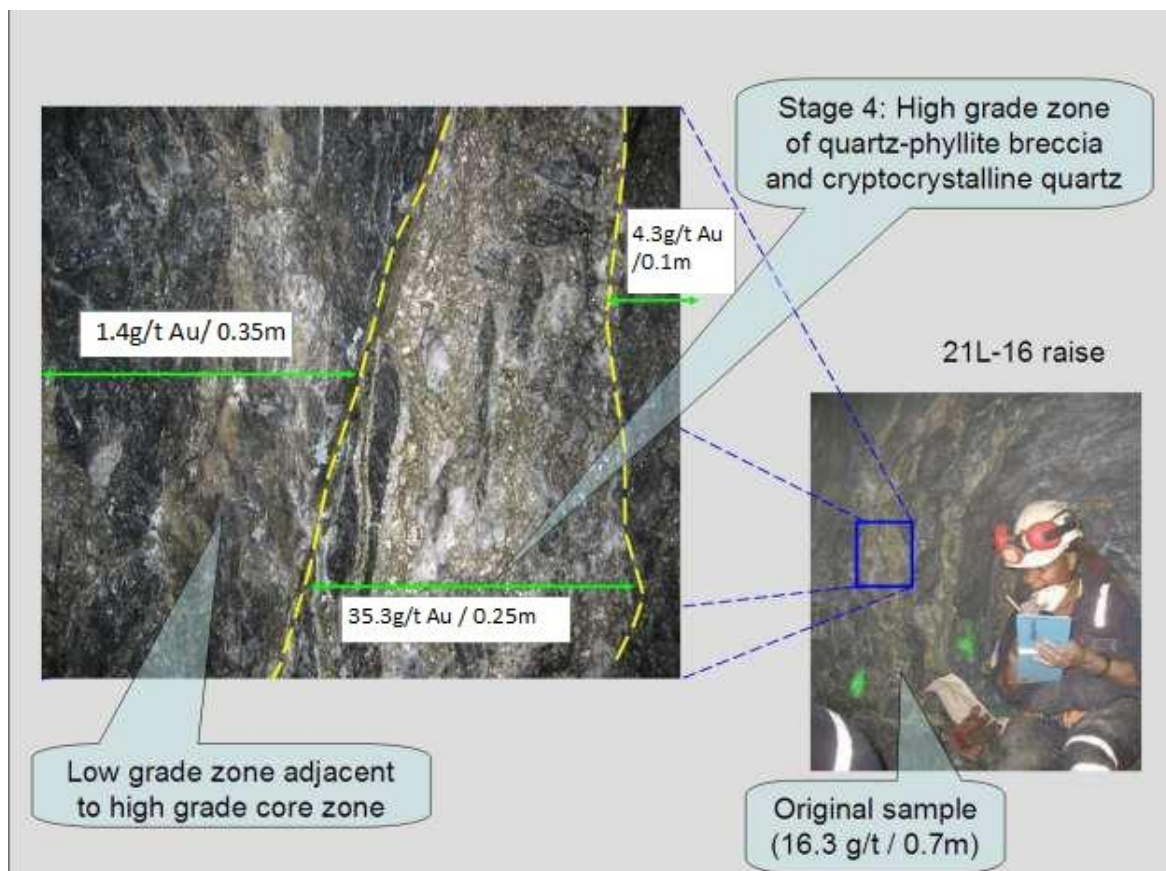 Stage 4: High grade zone
of quartz-phyllite breccia
and cryptocrystalline quartz
4.3g/t Au
/0.1m
1.4g/t Au/ 0.35m
21L-16 raise
35.3g/t Au / 0.25m
Low grade zone adjacent
to high grade core zone
Original sample
(16.3 g/t / 0.7m)